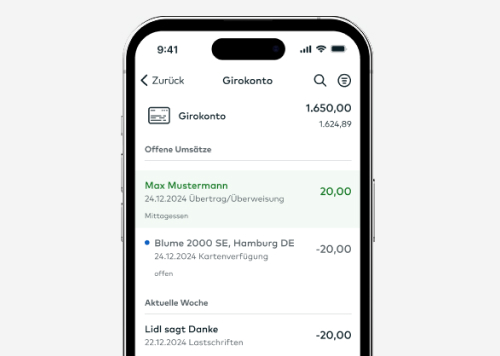 9:41
Zurück
Girokonto
1.650,00
Girokonto
1.624,89
Offene Umsätze
Max Mustermann
20,00
24.12.2024 Übertrag/Überweisung
Mittagessen
Blume 2000 SE, Hamburg DE
-20,00
24.12.2024 Kartenverfügung
offen
Aktuelle Woche
Lidl sagt Danke
-20,00
22.12.2024 Lastschriften